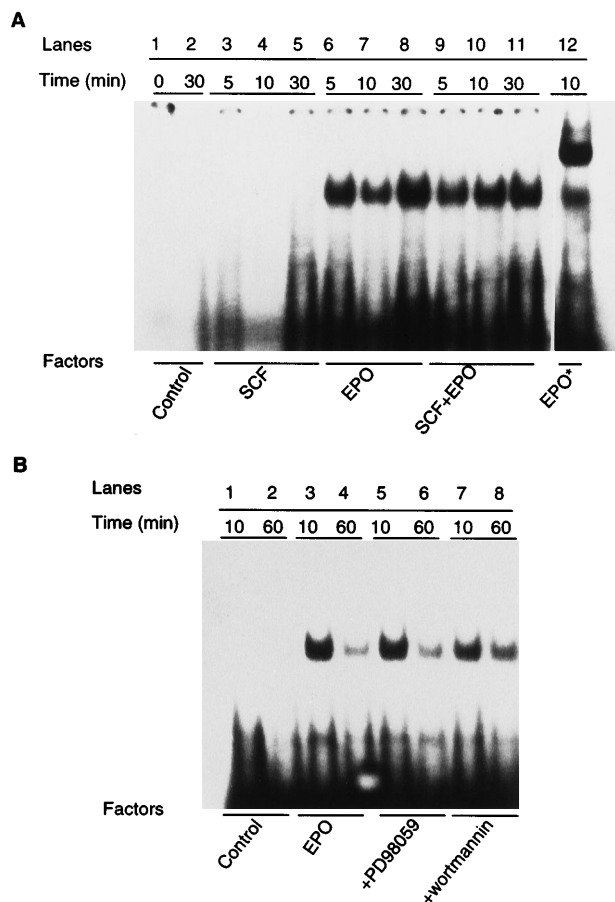 A
Lanes 1 2 3 4 5 6 7 8 9 10 11 12
Time (min) 0 30 5 10 30 5 10 30 5 10 30 10
Factors
Control SCF EPO SCF+EPO EPO*
B
Lanes 1 2 3 4 5 6 7 8
Time (min) 10 60 10 60 10 60 10 60
Factors
Control EPO +PD98059 +wortmannin